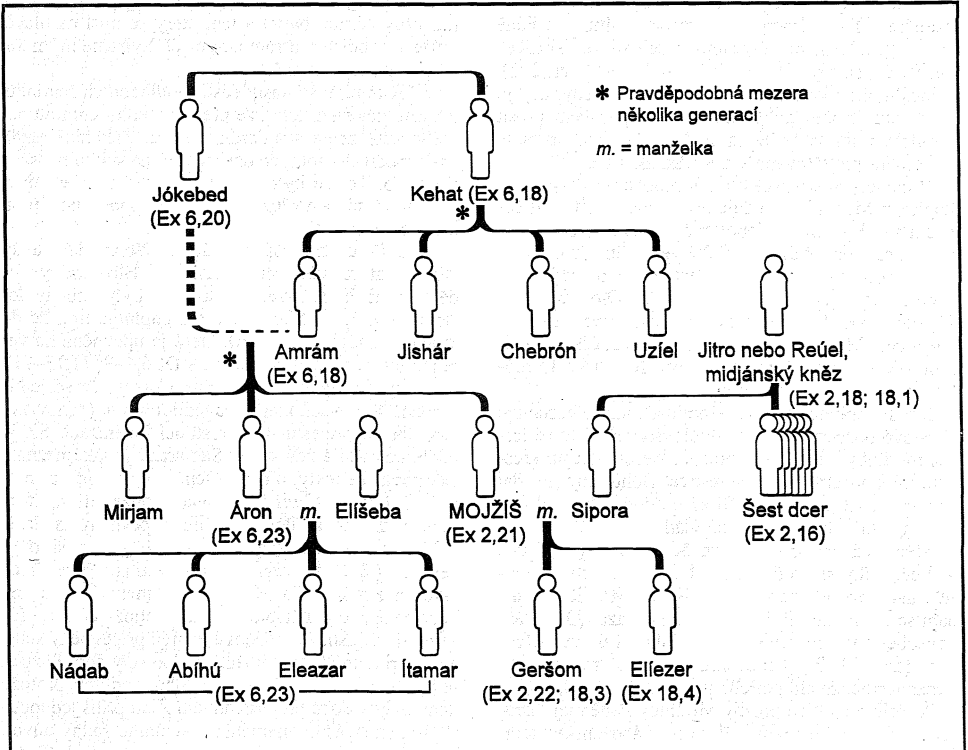 * Pravděpodobná mezera
několika generací
m. = manželka
Jókebed
(Ex 6,20)
Kehat (Ex 6,18)
*
Amrám
(Ex 6,18)
Jishár
Chebrón
Uzíel
Jitro nebo Reúel,
midjánský kněz
(Ex 2,18; 18,1)
*
Mirjam
Áron
(Ex 6,23)
m.
Elíšeba
MOJŽÍŠ
(Ex 2,21)
m.
Sipora
Šest dcer
(Ex 2,16)
Nádab
Abíhú
Eleazar
Ítamar
(Ex 6,23)
Geršom
(Ex 2,22; 18,3)
Elíezer
(Ex 18,4)